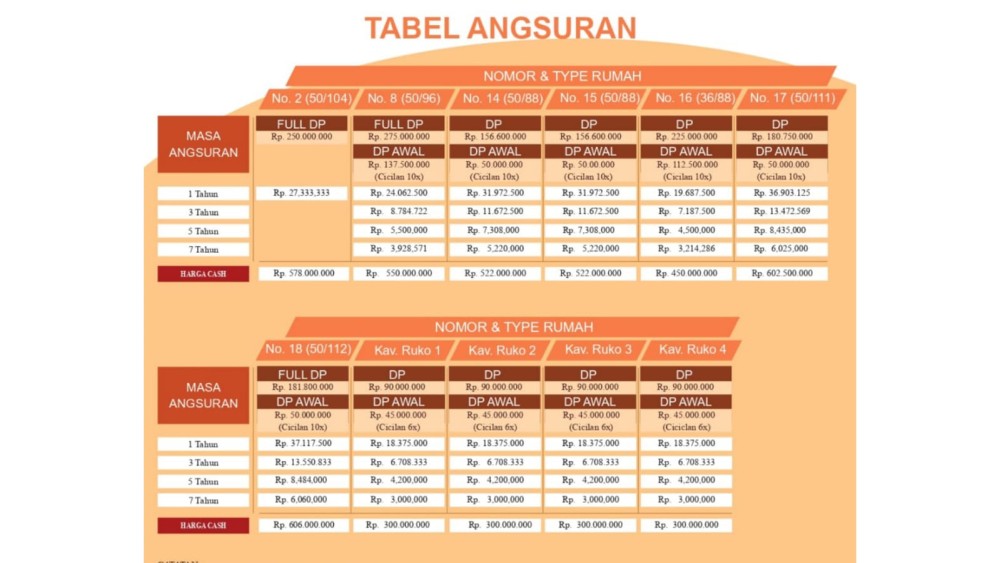 TABEL ANGSURAN
NOMOR & TYPE RUMAH
No. 2 (50/104) No. 8 (50/96) No. 14 (50/88) No. 15 (50/88) No. 16 (36/88) No. 17 (50/111)
MASA ANGSURAN
FULL DP FULL DP DP DP DP DP
Rp. 250.000.000 Rp. 275.000.000 Rp. 156.600.000 Rp. 156.600.000 Rp. 225.000.000 Rp. 180.750.000
DP AWAL DP AWAL DP AWAL DP AWAL DP AWAL
Rp. 137.500.000 Rp. 50.000.000 Rp. 50.00.000 Rp. 112.500.000 Rp. 50.000.000
(Cicilan 10x) (Cicilan 10x) (Cicilan 10x) (Cicilan 10x) (Cicilan 10x)
1 Tahun Rp. 27,333,333 Rp. 24.062.500 Rp. 31.972.500 Rp. 31.972.500 Rp. 19.687.500 Rp. 36.903.125
3 Tahun Rp. 8.784.722 Rp. 11.672.500 Rp. 11.672.500 Rp. 7.187.500 Rp. 13.472.569
5 Tahun Rp. 5,500,000 Rp. 7,308,000 Rp. 7,308,000 Rp. 4,500,000 Rp. 8,435,000
7 Tahun Rp. 3,928,571 Rp. 5,220,000 Rp. 5,220,000 Rp. 3,214,286 Rp. 6,025,000
HARGA CASH Rp. 578.000.000 Rp. 550.000.000 Rp. 522.000.000 Rp. 522.000.000 Rp. 450.000.000 Rp. 602.500.000
NOMOR & TYPE RUMAH
No. 18 (50/112) Kav. Ruko 1 Kav. Ruko 2 Kav. Ruko 3 Kav. Ruko 4
MASA ANGSURAN
FULL DP DP DP DP DP
Rp. 181.800.000 Rp. 90.000.000 Rp. 90.000.000 Rp. 90.000.000 Rp. 90.000.000
DP AWAL DP AWAL DP AWAL DP AWAL DP AWAL
Rp. 50.000.000 Rp. 45.000.000 Rp. 45.000.000 Rp. 45.000.000 Rp. 45.000.000
(Cicilan 10x) (Cicilan 6x) (Cicilan 6x) (Cicilan 6x) (Ciciclan 6x)
1 Tahun Rp. 37.117.500 Rp. 18.375.000 Rp. 18.375.000 Rp. 18.375.000 Rp. 18.375.000
3 Tahun Rp. 13.550.833 Rp. 6.708.333 Rp. 6.708.333 Rp. 6.708.333 Rp. 6.708.333
5 Tahun Rp. 8,484,000 Rp. 4,200,000 Rp. 4,200,000 Rp. 4,200,000 Rp. 4,200,000
7 Tahun Rp. 6,060,000 Rp. 3,000,000 Rp. 3,000,000 Rp. 3,000,000 Rp. 3,000,000
HARGA CASH Rp. 606.000.000 Rp. 300.000.000 Rp. 300.000.000 Rp. 300.000.000 Rp. 300.000.000